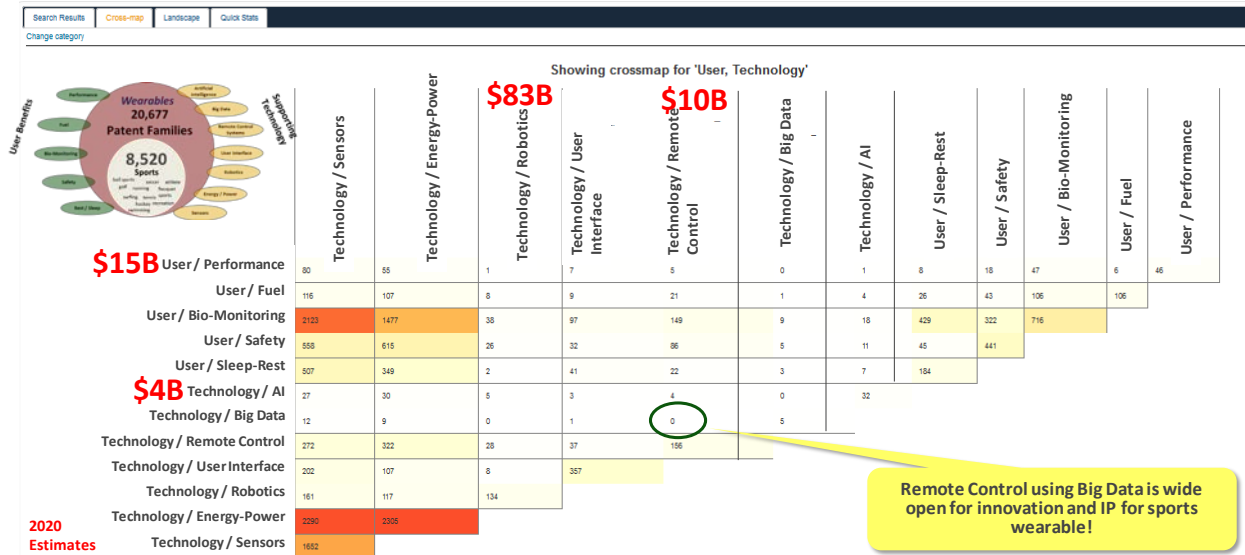 Search Results Cross-map Landscape Quick Stats
Change category
Showing crossmap for 'User, Technology'
User Benefits
Performance
Fuel
Bio-Monitoring
Safety
Rest / Sleep
Wearables
20,677
Patent Families
8,520
Sports
Supporting Technology
Artificial Intelligence
Big Data
Remote Control Systems
User Interface
Robotics
Energy / Power
Sensors
$83B $10B
Technology / Sensors
Technology / Energy-Power
Technology / Robotics
Technology / User Interface
Technology / Remote Control
Technology / Big Data
Technology / AI
User / Sleep-Rest
User / Safety
User / Bio-Monitoring
User / Fuel
User / Performance
$15B User / Performance 80 55 1 7 5 0 1 8 18 47 6 46
User / Fuel 116 107 8 9 21 1 4 26 43 106 106
User / Bio-Monitoring 2123 1477 38 97 149 9 18 429 322 716
User / Safety 558 615 26 32 86 5 11 45 441
User / Sleep-Rest 507 349 2 41 22 3 7 184
$4B Technology / AI 27 30 5 3 4 0 32
Technology / Big Data 12 9 0 1 0 5
Technology / Remote Control 272 322 28 37 156
Technology / User Interface 202 107 8 357
Technology / Robotics 161 117 134
Technology / Energy-Power 2290 2305
Technology / Sensors 1652
2020
Estimates
Remote Control using Big Data is wide
open for innovation and IP for sports
wearable!